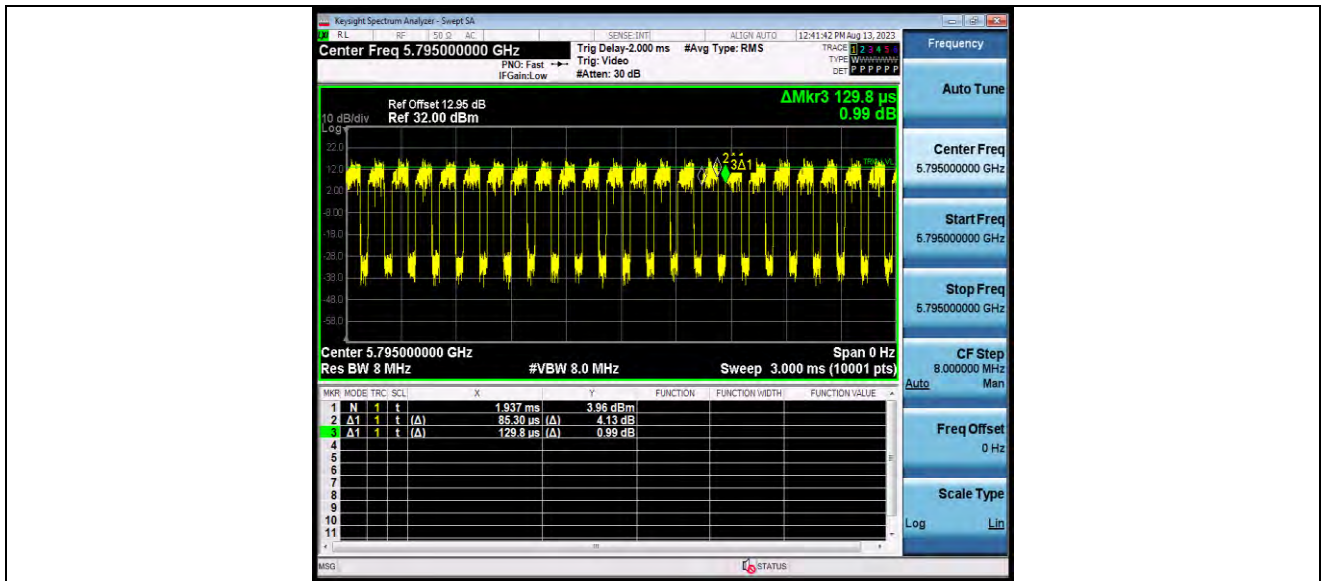 Keysight Spectrum Analyzer - Swept SA
RL RF 50 Ω AC SENSE:INT ALIGN AUTO 12:41:42 PM Aug 13, 2023
Center Freq 5.795000000 GHz
Trig Delay-2.000 ms #Avg Type: RMS
TRACE 1 2 3 4 5 6
PNO: Fast Trig: Video
TYPE W
IFGain:Low #Atten: 30 dB
DET P P P P P P
ΔMkr3 129.8 µs
0.99 dB
Ref Offset 12.95 dB
10 dB/div Ref 32.00 dBm
Log
22.0
12.0
2.00
-8.00
-18.0
-28.0
-38.0
-48.0
-58.0
3Δ1
Center 5.795000000 GHz Span 0 Hz
Res BW 8 MHz #VBW 8.0 MHz Sweep 3.000 ms (10001 pts)
MKR MODE TRC SCL X Y FUNCTION FUNCTION WIDTH FUNCTION VALUE
1 N 1 t 1.937 ms 3.96 dBm
2 Δ1 1 t (Δ) 85.30 µs (Δ) 4.13 dB
3 Δ1 1 t (Δ) 129.8 µs (Δ) 0.99 dB
4
5
6
7
8
9
10
11
MSG STATUS
Frequency
Auto Tune
Center Freq
5.795000000 GHz
Start Freq
5.795000000 GHz
Stop Freq
5.795000000 GHz
CF Step
8.000000 MHz
Auto Man
Freq Offset
0 Hz
Scale Type
Log Lin